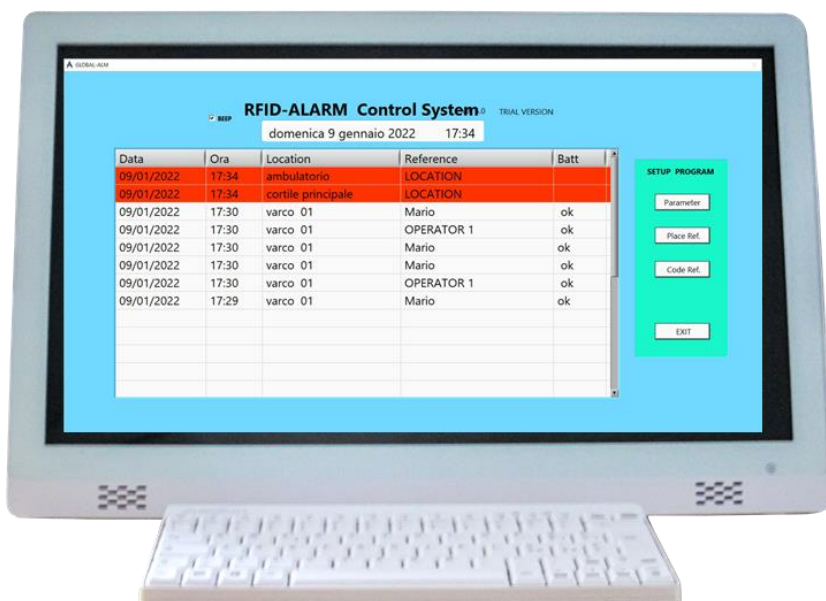 GLOBAL-ALM
BEEP
RFID-ALARM Control System
TRIAL VERSION
domenica 9 gennaio 2022 17:34
Data Ora Location Reference Batt
09/01/2022 17:34 ambulatorio LOCATION
09/01/2022 17:34 cortile principale LOCATION
09/01/2022 17:30 varco 01 Mario ok
09/01/2022 17:30 varco 01 OPERATOR 1 ok
09/01/2022 17:30 varco 01 Mario ok
09/01/2022 17:30 varco 01 Mario ok
09/01/2022 17:30 varco 01 OPERATOR 1 ok
09/01/2022 17:29 varco 01 Mario ok
SETUP PROGRAM
Parameter
Place Ref.
Code Ref.
EXIT